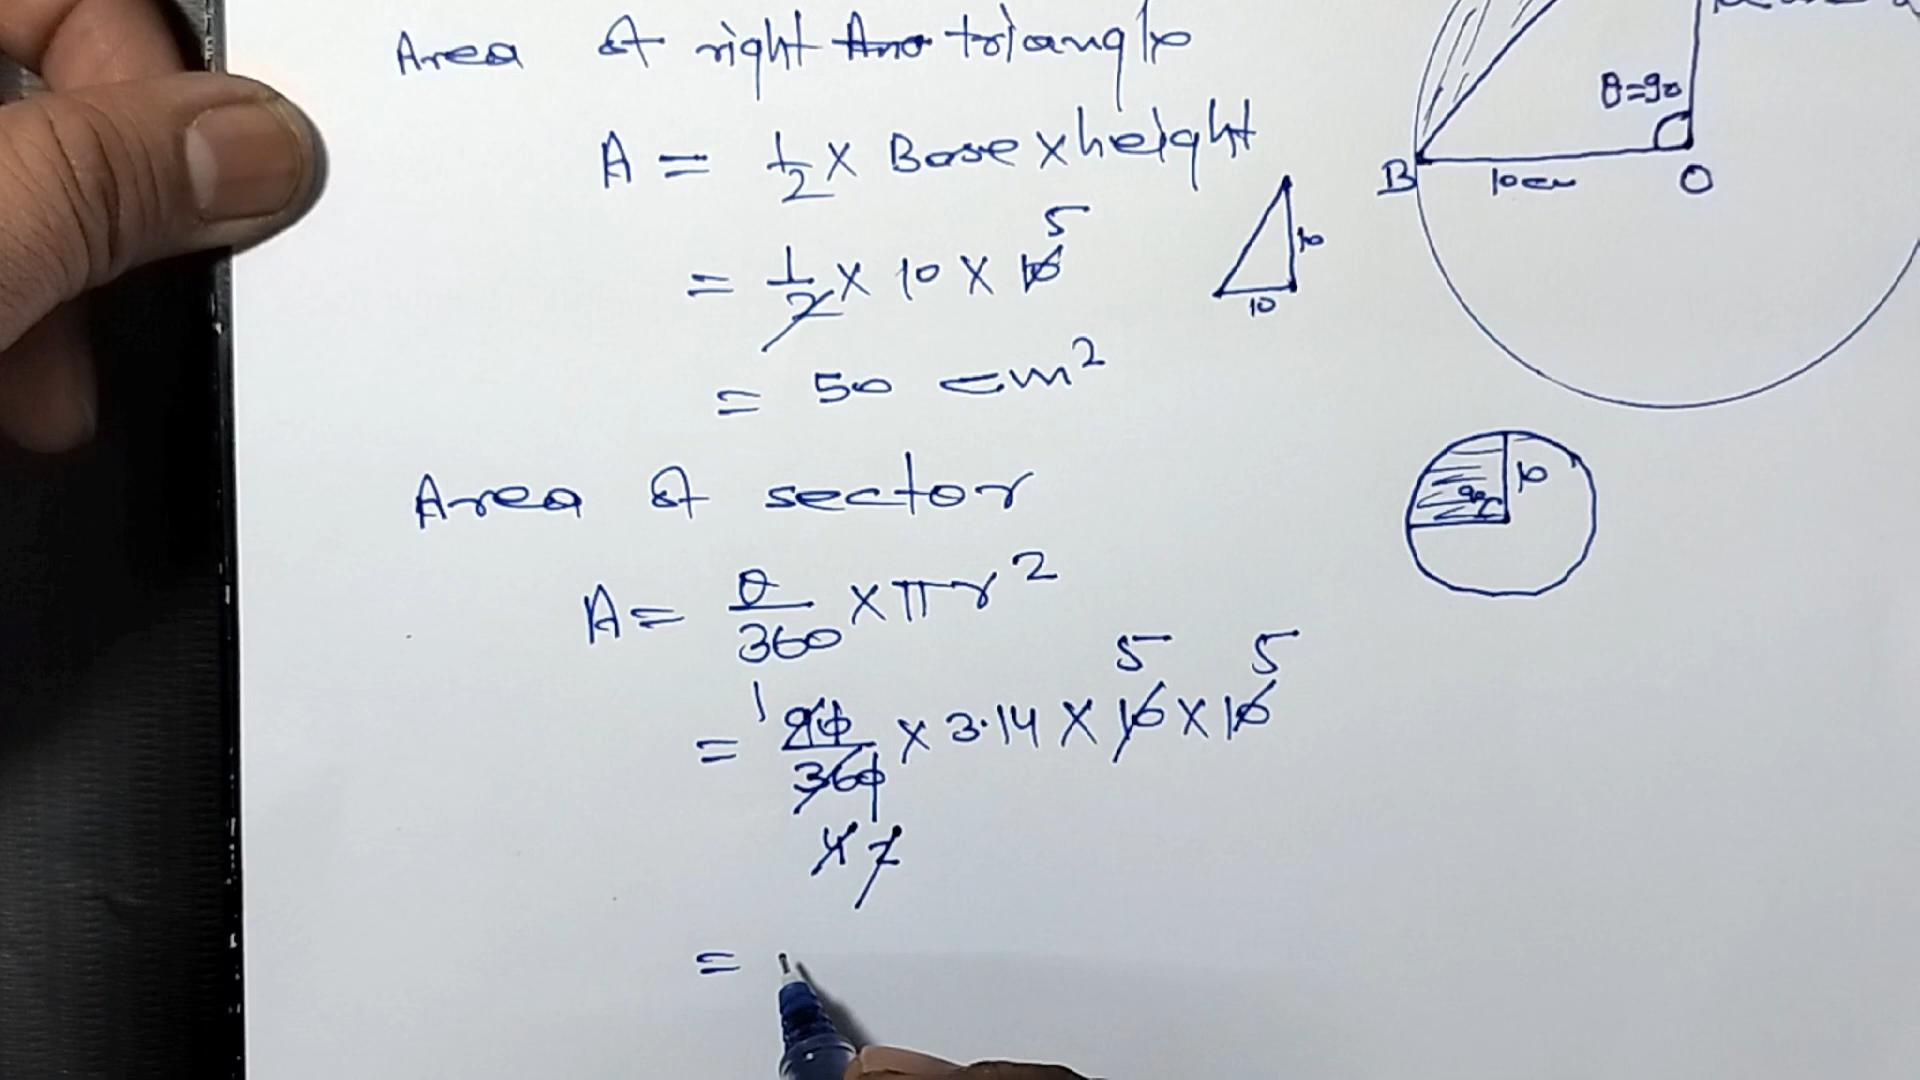 Area of right triangle
A = 1/2 × Base × height
= 1/2 × 10 × 10 5
= 50 cm²
Area of sector
A = θ/360 × πr²
= 1 90/360 × 3.14 × 10 × 10 5 5
4 2
=
θ=90
B 10cm O
10
10
90 10